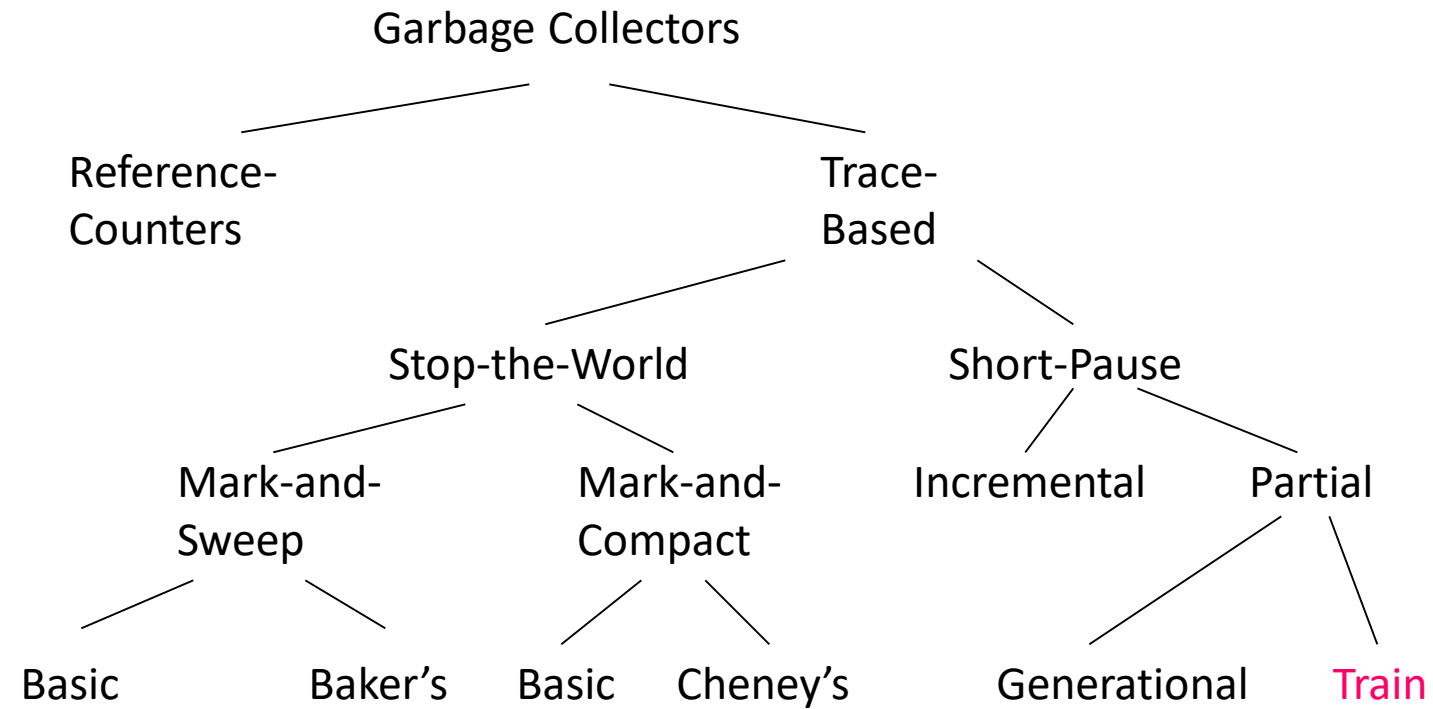 Garbage Collectors
Reference-
Counters
Trace-
Based
Stop-the-World
Short-Pause
Mark-and-
Sweep
Mark-and-
Compact
Incremental
Partial
Basic
Baker’s
Basic
Cheney’s
Generational
Train